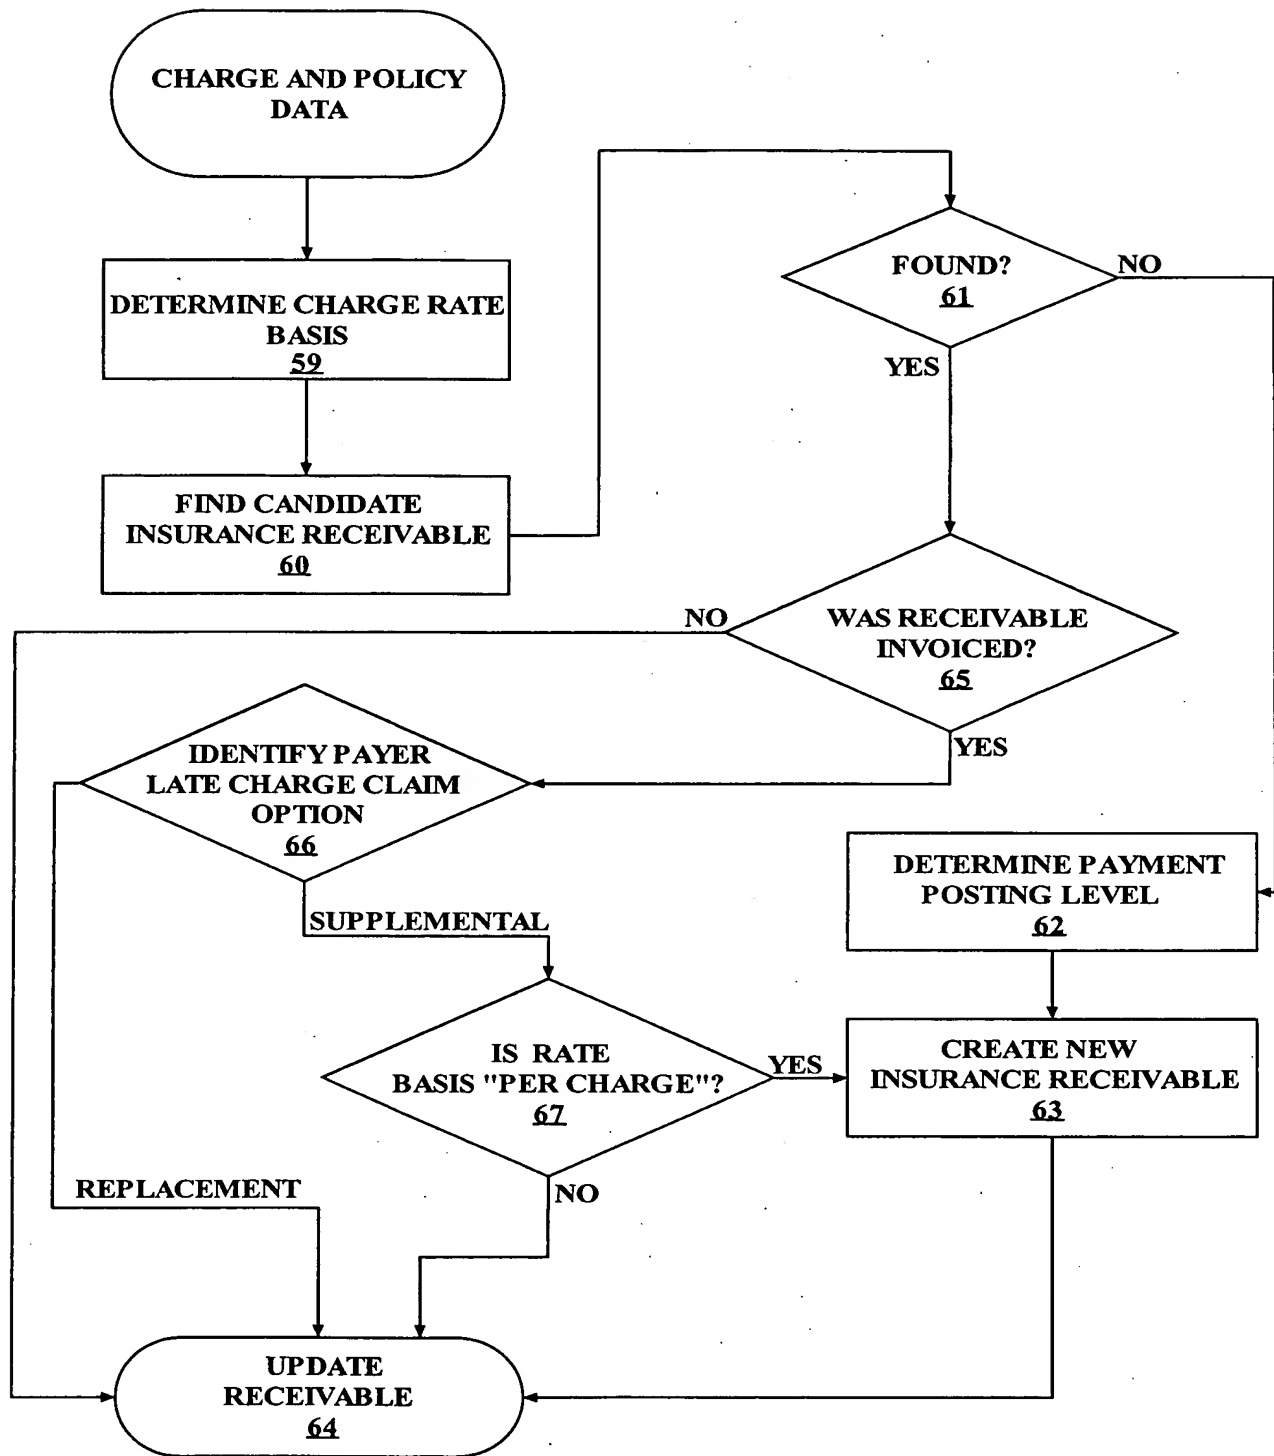 CHARGE AND POLICY
DATA
DETERMINE CHARGE RATE
BASIS
59
FIND CANDIDATE
INSURANCE RECEIVABLE
60
FOUND?
61
NO
YES
WAS RECEIVABLE
INVOICED?
65
NO
YES
IDENTIFY PAYER
LATE CHARGE CLAIM
OPTION
66
SUPPLEMENTAL
DETERMINE PAYMENT
POSTING LEVEL
62
IS RATE
BASIS "PER CHARGE"?
67
YES
CREATE NEW
INSURANCE RECEIVABLE
63
REPLACEMENT
NO
UPDATE
RECEIVABLE
64